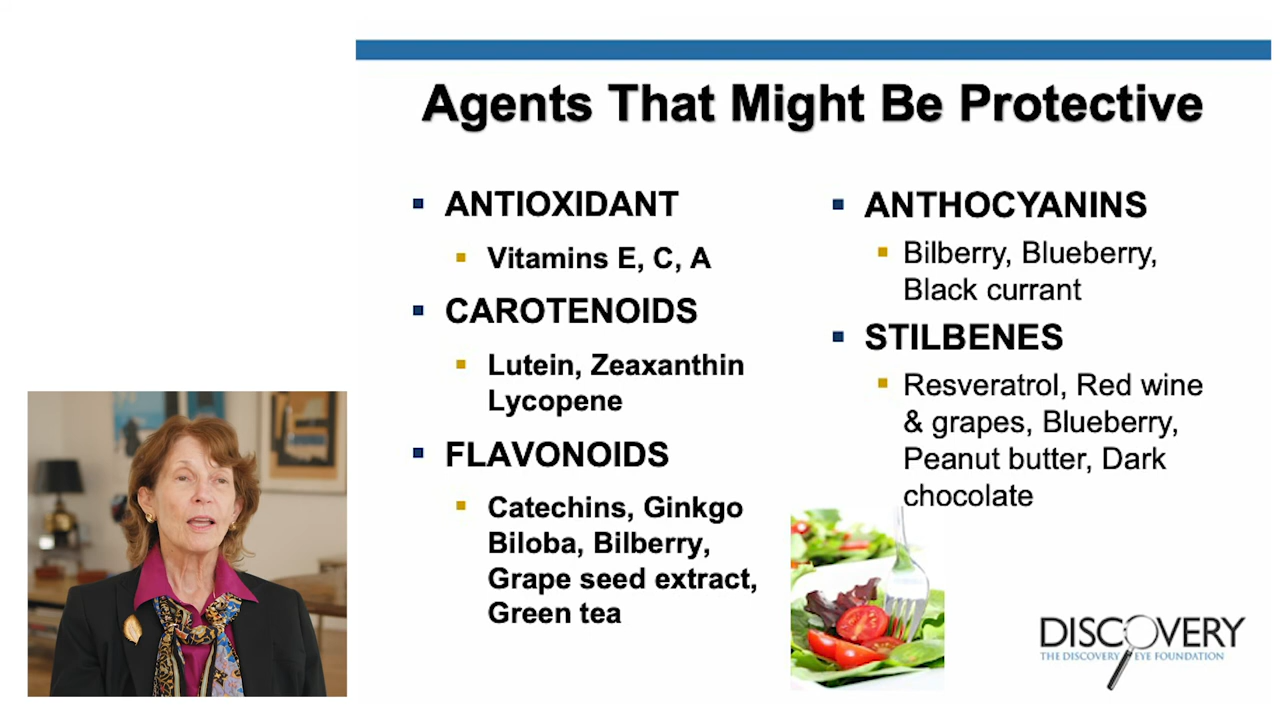 Agents That Might Be Protective
ANTIOXIDANT
Vitamins E, C, A
CAROTENOIDS
Lutein, Zeaxanthin
Lycopene
FLAVONOIDS
Catechins, Ginkgo
Biloba, Bilberry,
Grape seed extract,
Green tea
ANTHOCYANINS
Bilberry, Blueberry,
Black currant
STILBENES
Resveratrol, Red wine
& grapes, Blueberry,
Peanut butter, Dark
chocolate
DISCOVERY
THE DISCOVERY EYE FOUNDATION